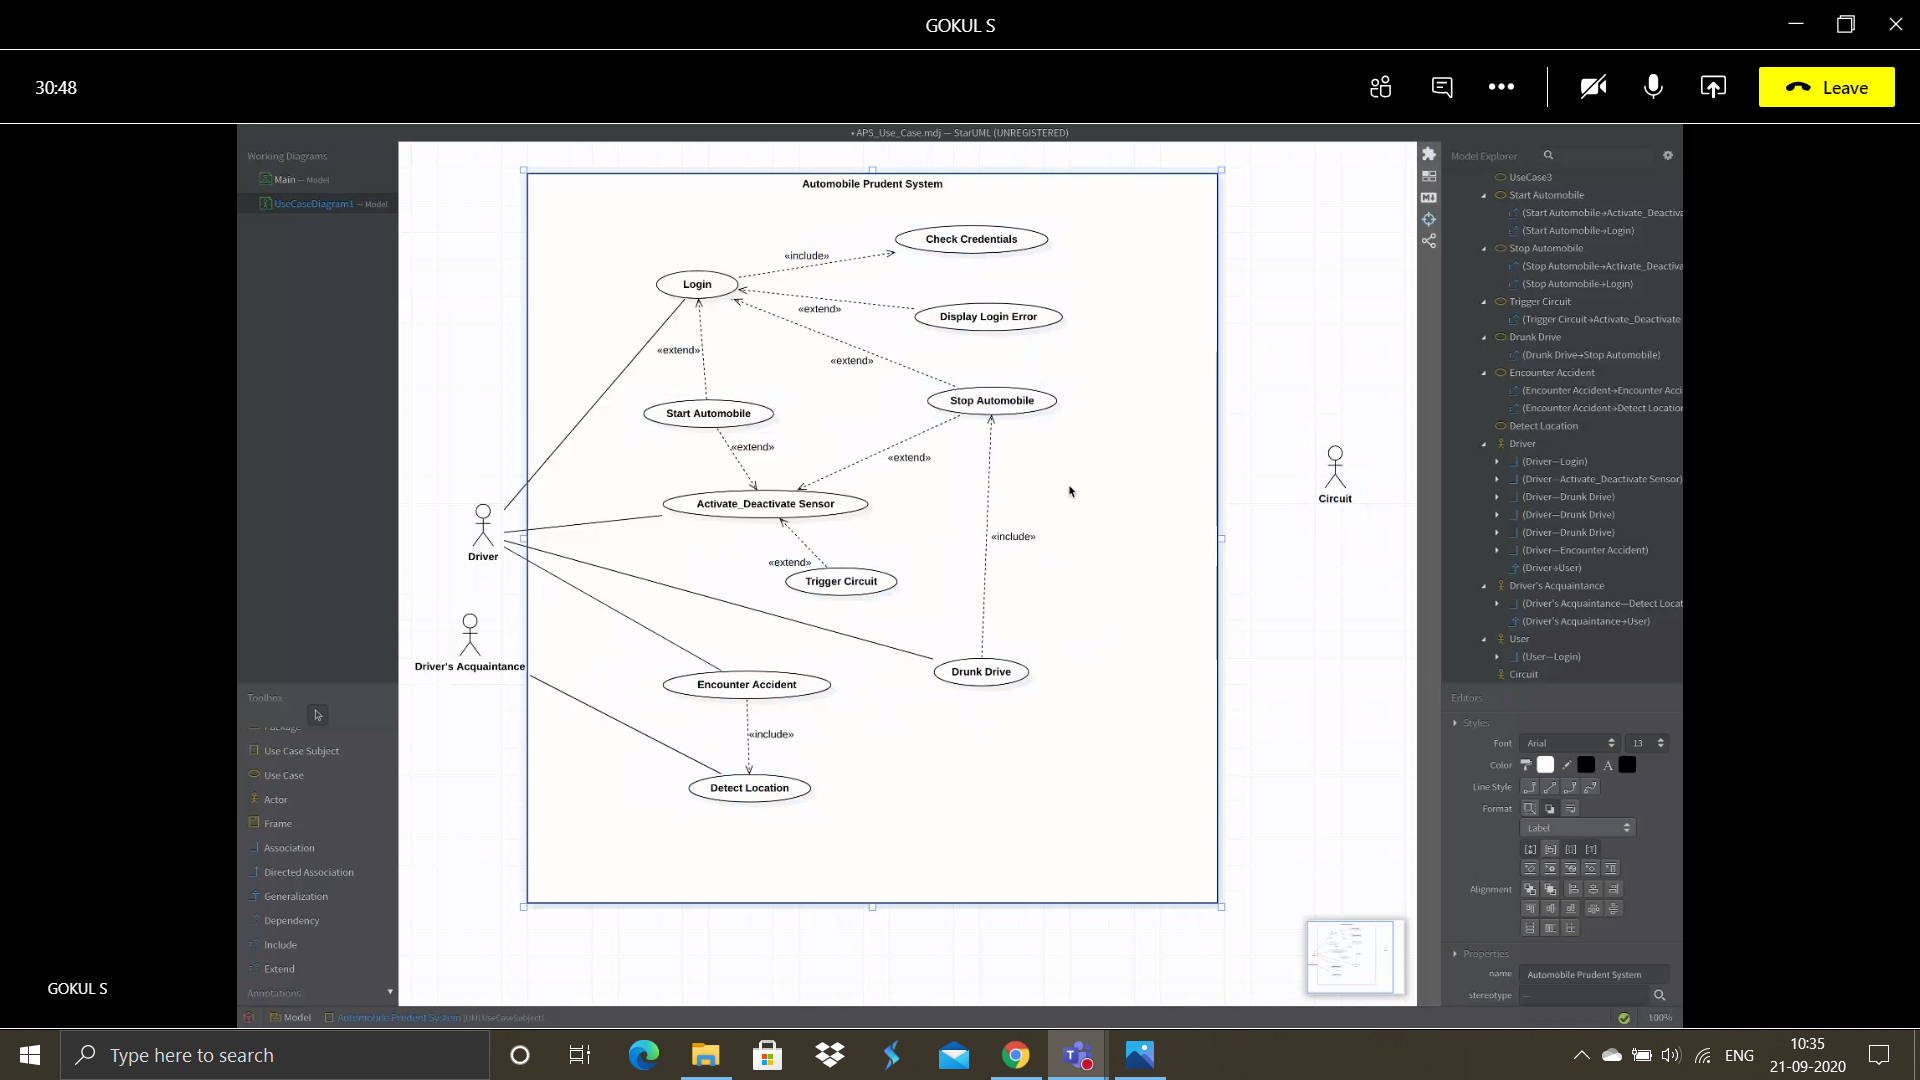 GOKUL S
30:48
Leave
• APS_Use_Case.mdj — StarUML (UNREGISTERED)
Working Diagrams
Main — Model
UseCaseDiagram1 — Model
Automobile Prudent System
Check Credentials
«include»
Login
«extend»
Display Login Error
«extend»
«extend»
Stop Automobile
Start Automobile
«extend»
«extend»
Activate_Deactivate Sensor
Circuit
Driver
«include»
«extend»
Trigger Circuit
Driver's Acquaintance
Drunk Drive
Encounter Accident
«include»
Detect Location
Toolbox
Package
Use Case Subject
Use Case
Actor
Frame
Association
Directed Association
Generalization
Dependency
Include
Extend
Annotations
Model Explorer
UseCase3
Start Automobile
(Start Automobile→Activate_Deactiva
(Start Automobile→Login)
Stop Automobile
(Stop Automobile→Activate_Deactiva
(Stop Automobile→Login)
Trigger Circuit
(Trigger Circuit→Activate_Deactivate
Drunk Drive
(Drunk Drive→Stop Automobile)
Encounter Accident
(Encounter Accident→Encounter Acci
(Encounter Accident→Detect Location
Detect Location
Driver
(Driver—Login)
(Driver—Activate_Deactivate Sensor)
(Driver—Drunk Drive)
(Driver—Drunk Drive)
(Driver—Drunk Drive)
(Driver—Encounter Accident)
(Driver→User)
Driver's Acquaintance
(Driver's Acquaintance—Detect Locat
(Driver's Acquaintance→User)
User
(User—Login)
Circuit
Editors
Styles
Font Arial 13
Color A
Line Style
Format
Label
Alignment
Properties
name Automobile Prudent System
stereotype —
GOKUL S
Model Automobile Prudent System [UMLUseCaseSubject]
100%
Type here to search
ENG
10:35
21-09-2020